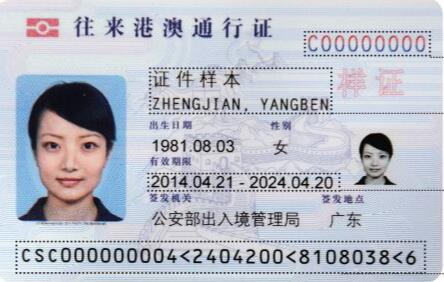 往来港澳通行证
C00000000
证件样本
样证
ZHENGJIAN, YANGBEN
出生日期 性别
1981.08.03 女
有效期限
2014.04.21 - 2024.04.20
签发机关 签发地点
公安部出入境管理局 广东
CSC000000004<2404200<8108038<6